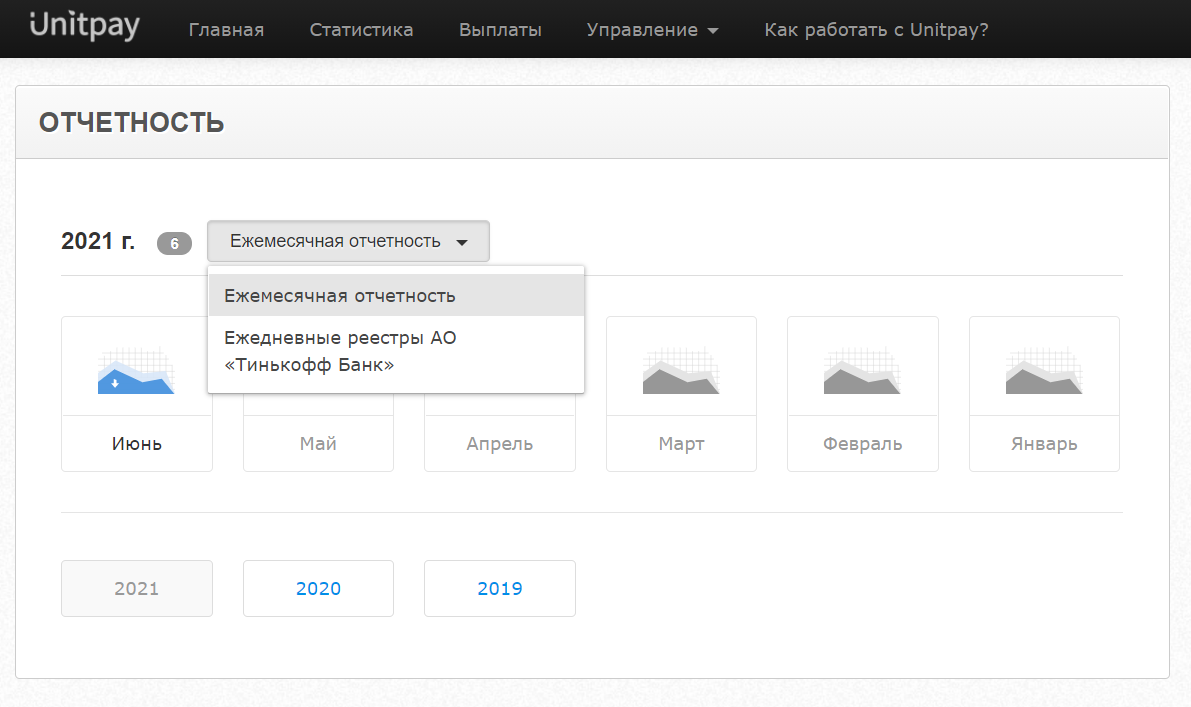 Unitpay
Главная Статистика Выплаты Управление Как работать с Unitpay?
ОТЧЕТНОСТЬ
2021 г. 6 Ежемесячная отчетность
Ежемесячная отчетность
Ежедневные реестры АО
«Тинькофф Банк»
Июнь Май Апрель Март Февраль Январь
2021 2020 2019